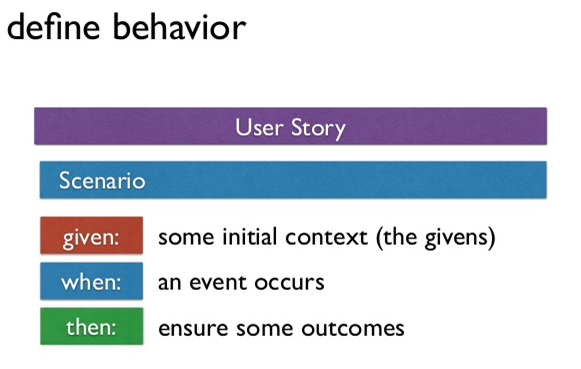 define behavior
User Story
Scenario
given: some initial context (the givens)
when: an event occurs
then: ensure some outcomes